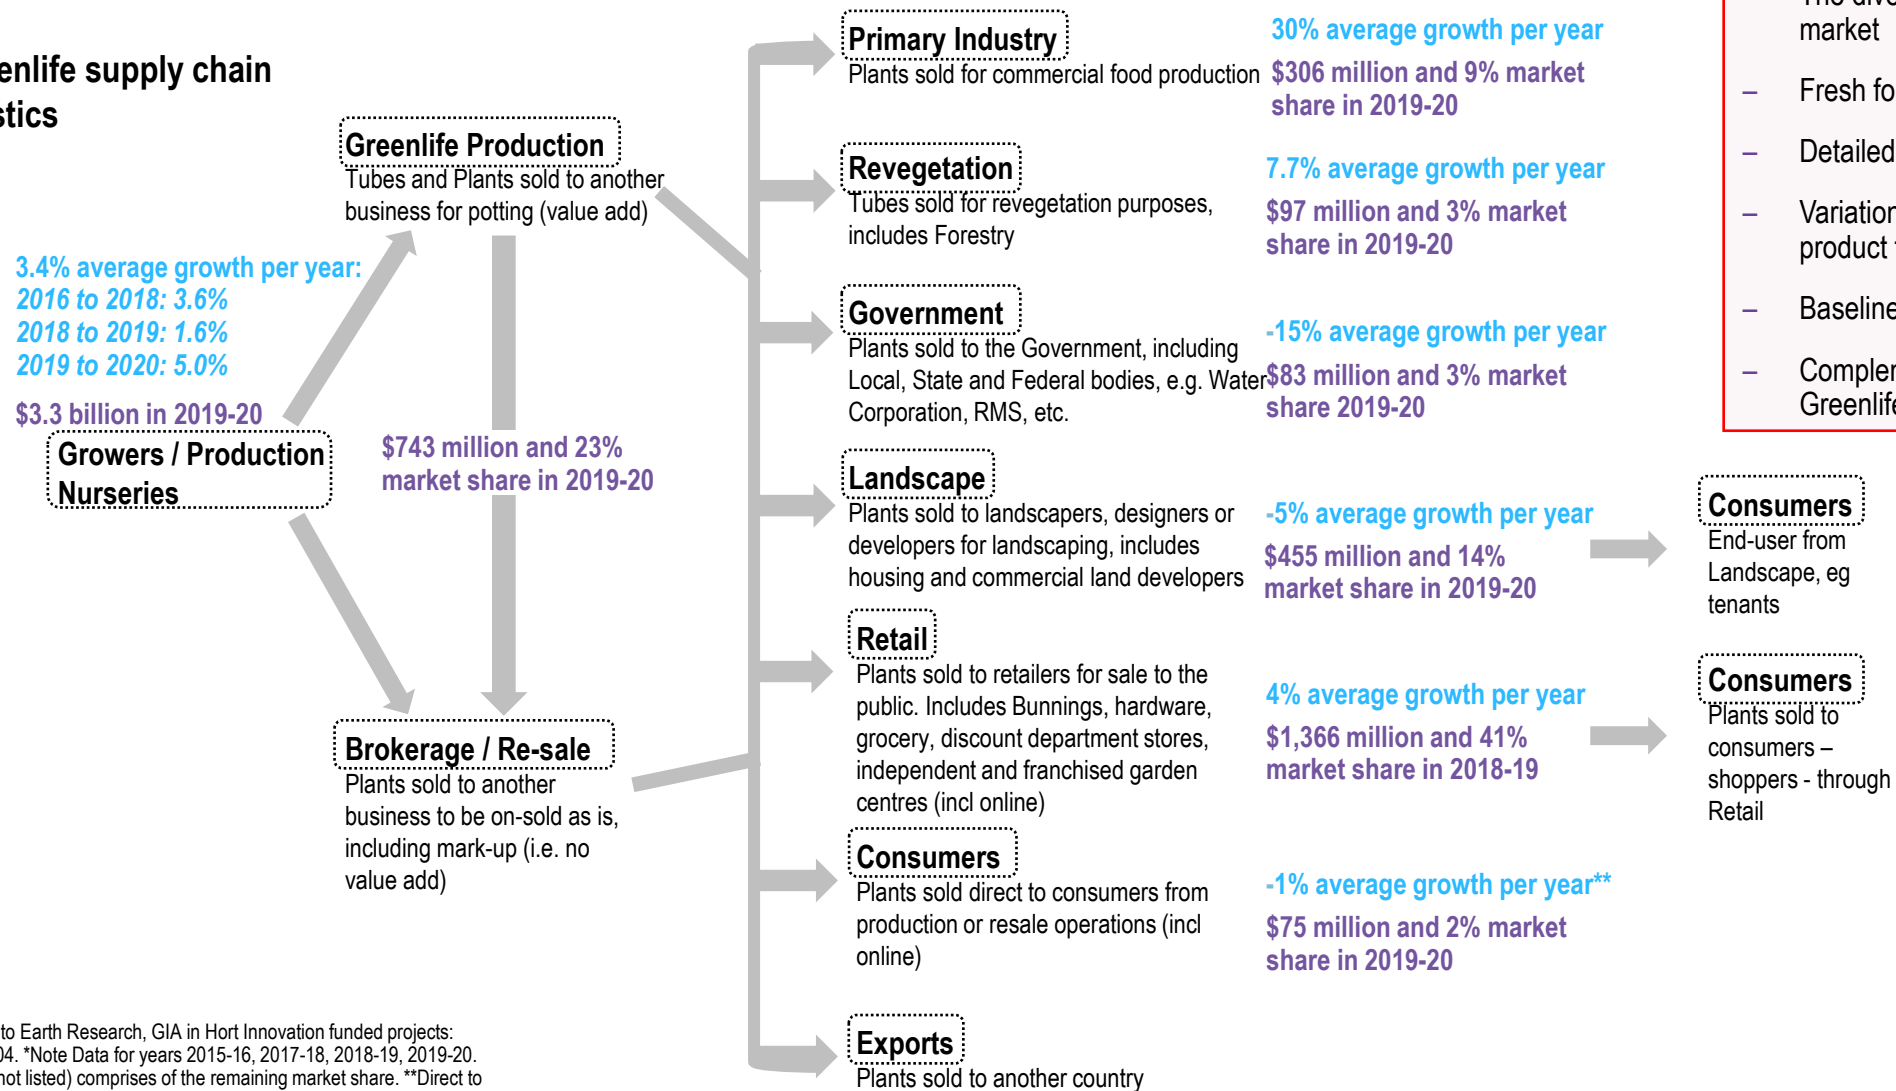 enlife supply chain
stics
Greenlife Production
Tubes and Plants sold to another
business for potting (value add)
3.4% average growth per year:
2016 to 2018: 3.6%
2018 to 2019: 1.6%
2019 to 2020: 5.0%
$3.3 billion in 2019-20
Growers / Production
Nurseries
$743 million and 23%
market share in 2019-20
Brokerage / Re-sale
Plants sold to another
business to be on-sold as is,
including mark-up (i.e. no
value add)
Primary Industry
Plants sold for commercial food production
30% average growth per year
$306 million and 9% market
share in 2019-20
Revegetation
Tubes sold for revegetation purposes,
includes Forestry
7.7% average growth per year
$97 million and 3% market
share in 2019-20
Government
Plants sold to the Government, including
Local, State and Federal bodies, e.g. Water
Corporation, RMS, etc.
-15% average growth per year
$83 million and 3% market
share 2019-20
Landscape
Plants sold to landscapers, designers or
developers for landscaping, includes
housing and commercial land developers
-5% average growth per year
$455 million and 14%
market share in 2019-20
Consumers
End-user from
Landscape, eg
tenants
Retail
Plants sold to retailers for sale to the
public. Includes Bunnings, hardware,
grocery, discount department stores,
independent and franchised garden
centres (incl online)
4% average growth per year
$1,366 million and 41%
market share in 2018-19
Consumers
Plants sold to
consumers –
shoppers - through
Retail
Consumers
Plants sold direct to consumers from
production or resale operations (incl
online)
-1% average growth per year**
$75 million and 2% market
share in 2019-20
Exports
Plants sold to another country
market
– Fresh fo
– Detailed
– Variation
product
– Baseline
– Complem
Greenlife
to Earth Research, GIA in Hort Innovation funded projects:
04. *Note Data for years 2015-16, 2017-18, 2018-19, 2019-20.
not listed) comprises of the remaining market share. **Direct to